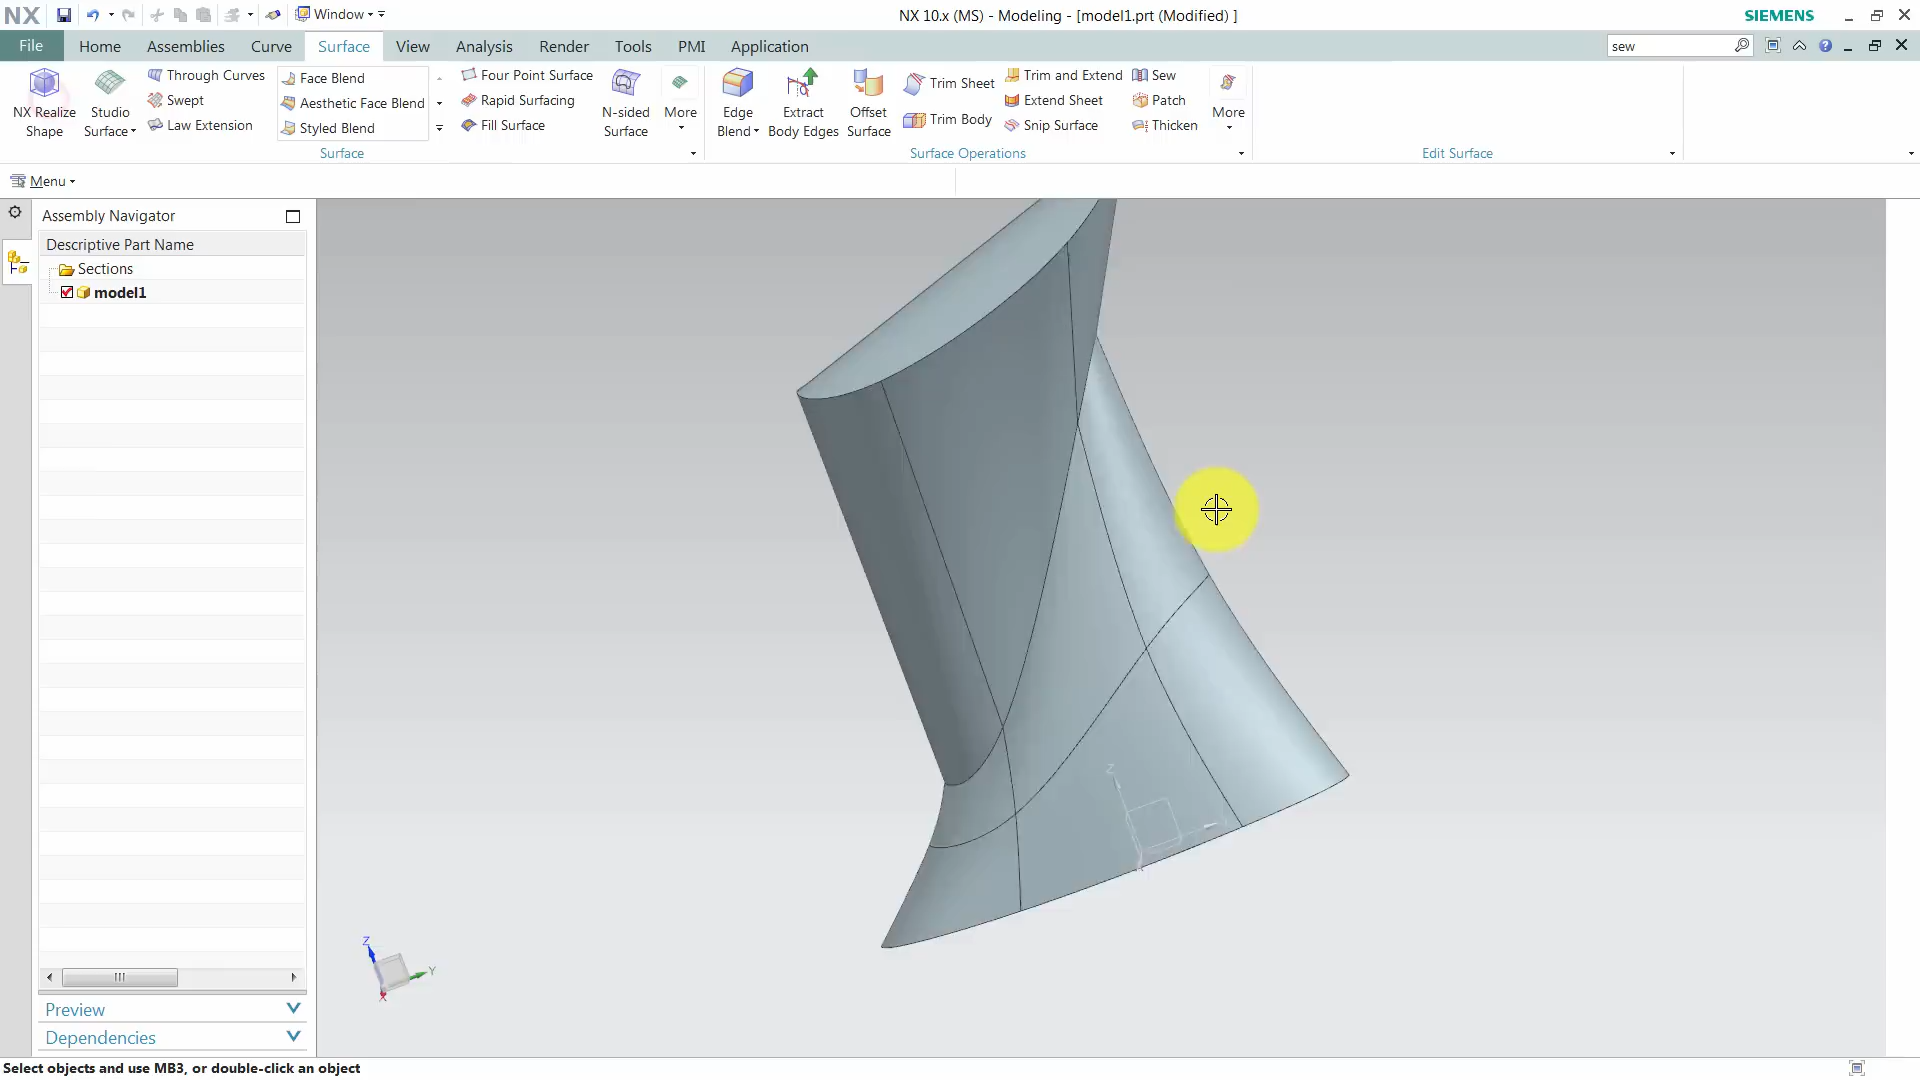 NX Window NX 10.x (MS) - Modeling - [model1.prt (Modified) ] SIEMENS
File Home Assemblies Curve Surface View Analysis Render Tools PMI Application sew
NX Realize Shape
Studio Surface
Through Curves
Swept
Law Extension
Face Blend
Aesthetic Face Blend
Styled Blend
Four Point Surface
Rapid Surfacing
Fill Surface
N-sided Surface
More
Edge Blend
Extract Body Edges
Offset Surface
Trim Sheet
Trim Body
Trim and Extend
Extend Sheet
Snip Surface
Sew
Patch
Thicken
More
Surface Surface Operations Edit Surface
Menu
Assembly Navigator
Descriptive Part Name
Sections
model1
Z
Z
Y
X
Preview
Dependencies
Select objects and use MB3, or double-click an object